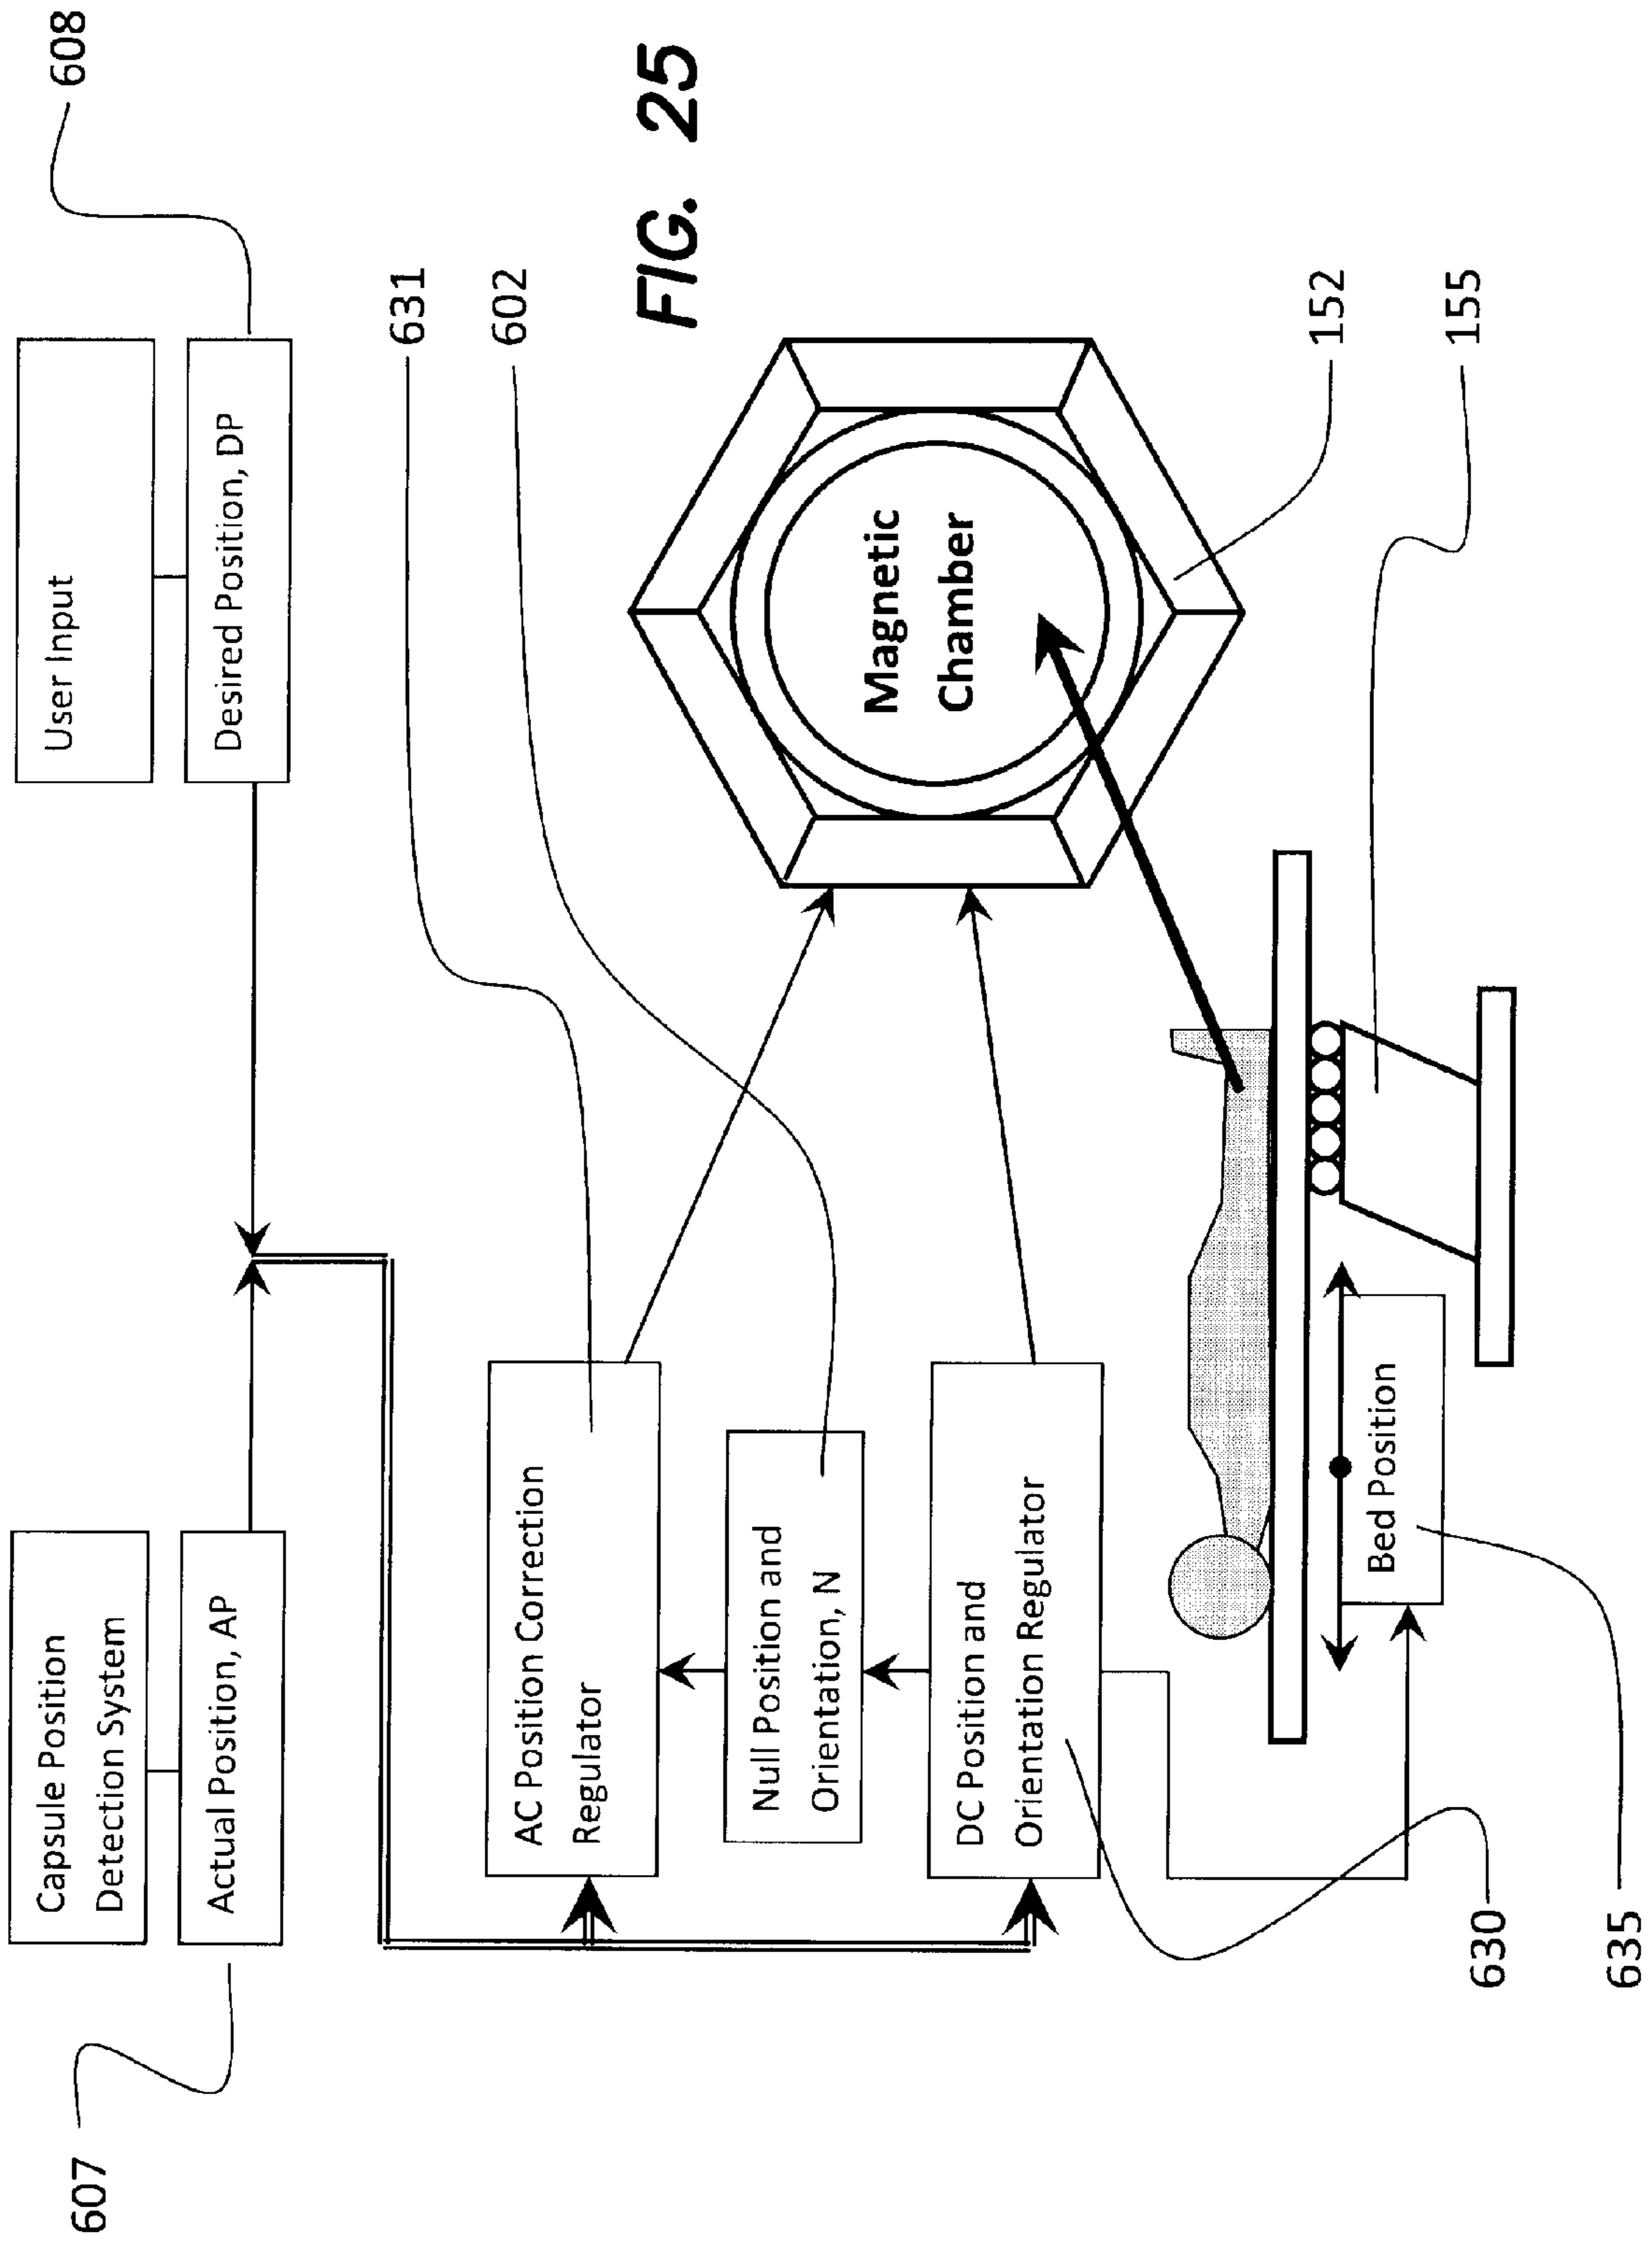 Capsule Position
Detection System
Actual Position, AP
607
User Input
Desired Position, DP
608
631
602
AC Position Correction
Regulator
Null Position and
Orientation, N
DC Position and
Orientation Regulator
Magnetic
Chamber
FIG. 25
152
155
Bed Position
630
635